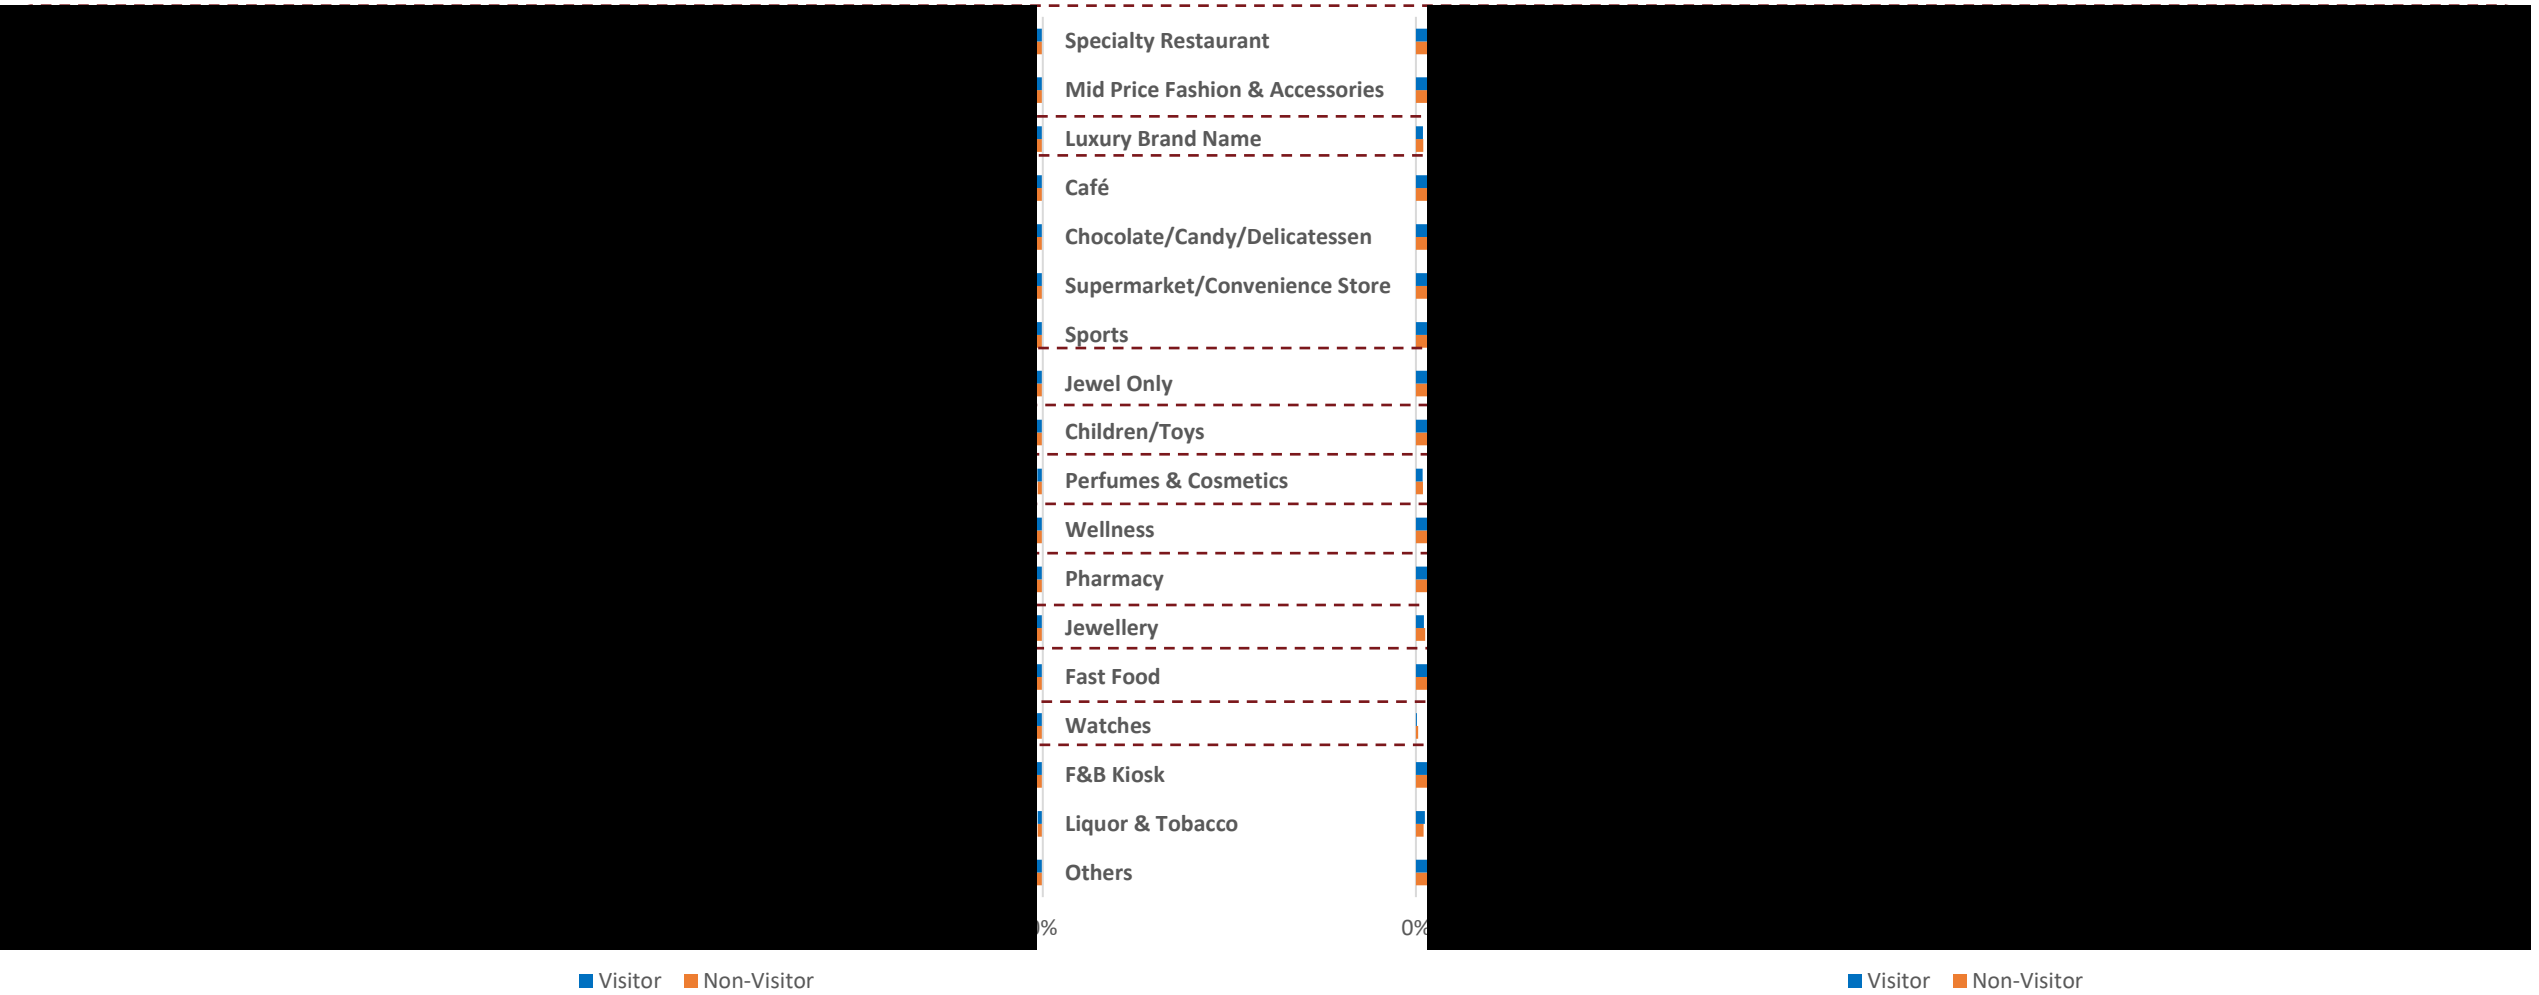 Specialty Restaurant
Mid Price Fashion & Accessories
Luxury Brand Name
Café
Chocolate/Candy/Delicatessen
Supermarket/Convenience Store
Sports
Jewel Only
Children/Toys
Perfumes & Cosmetics
Wellness
Pharmacy
Jewellery
Fast Food
Watches
F&B Kiosk
Liquor & Tobacco
Others
0% 0%
Visitor Non-Visitor Visitor Non-Visitor